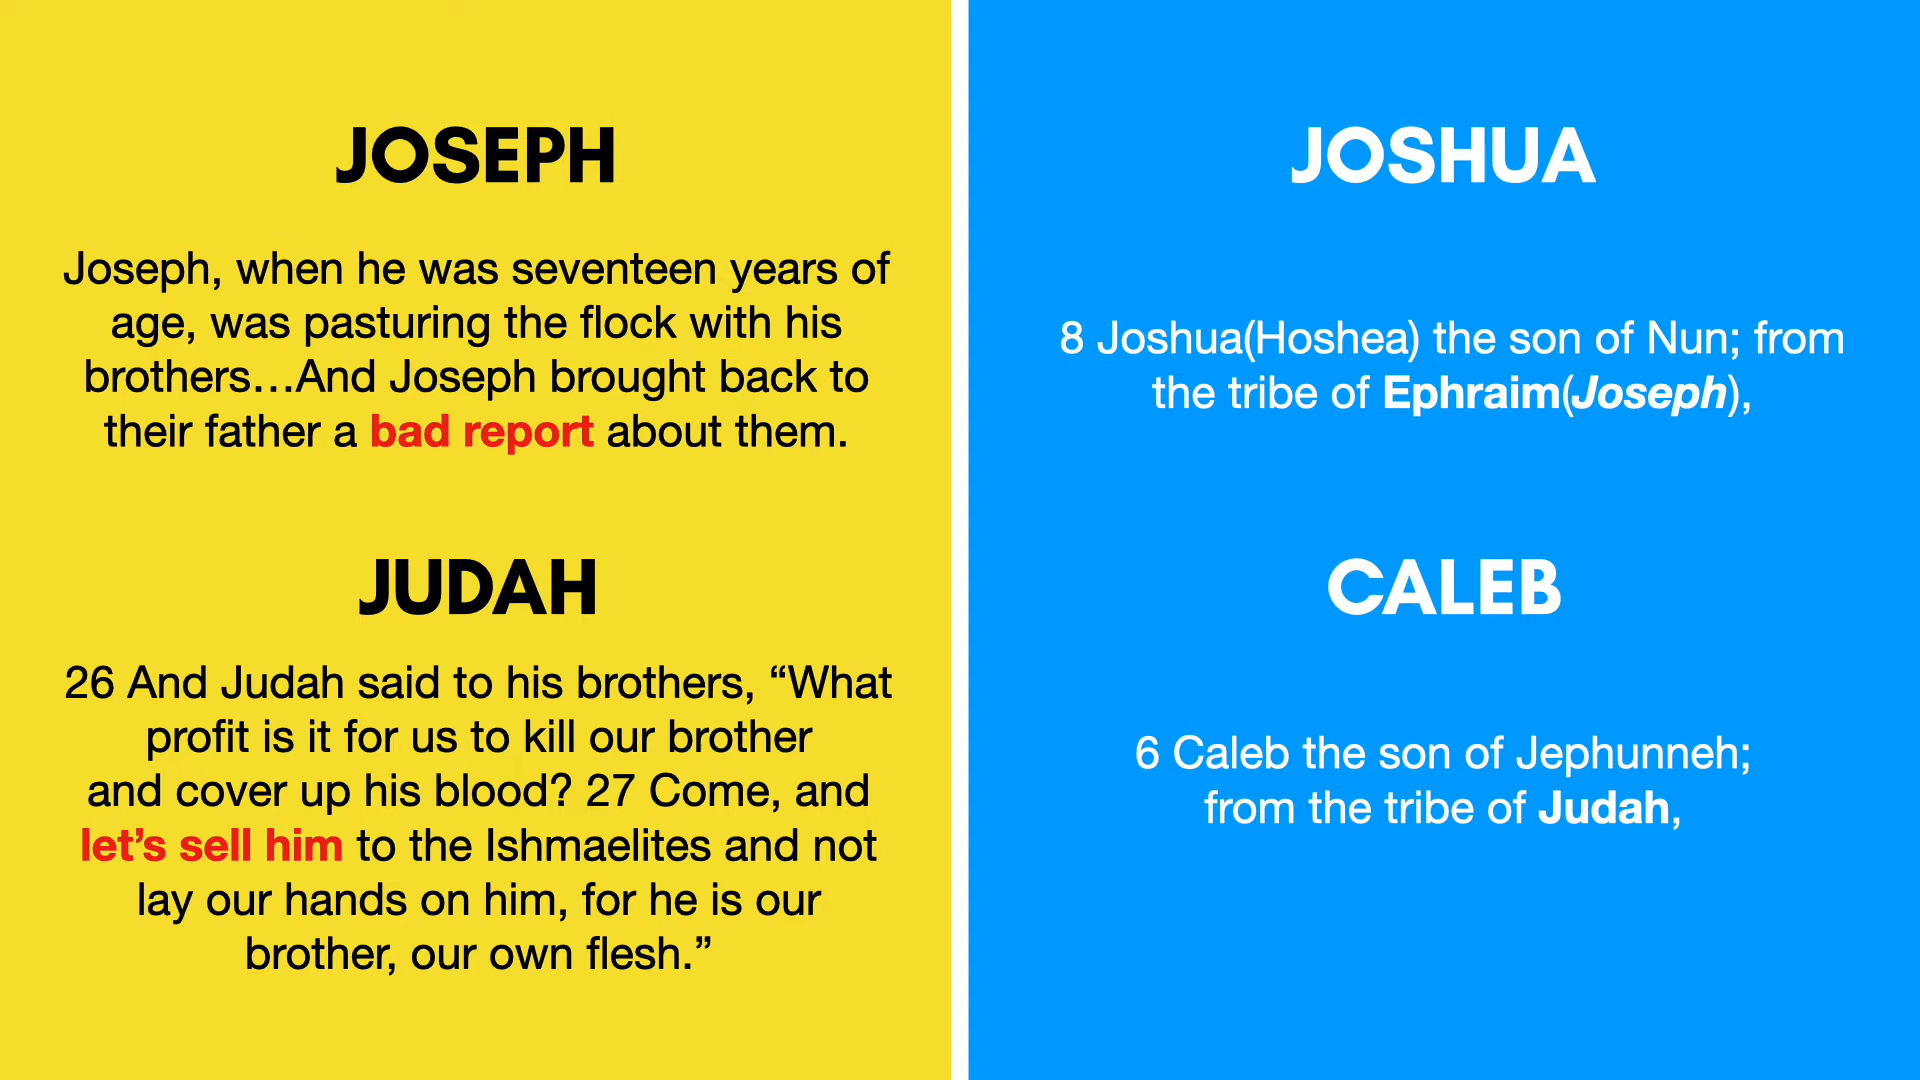 JOSEPH
Joseph, when he was seventeen years of
age, was pasturing the flock with his
brothers…And Joseph brought back to
their father a bad report about them.
JUDAH
26 And Judah said to his brothers, “What
profit is it for us to kill our brother
and cover up his blood? 27 Come, and
let’s sell him to the Ishmaelites and not
lay our hands on him, for he is our
brother, our own flesh.”
JOSHUA
8 Joshua(Hoshea) the son of Nun; from
the tribe of Ephraim(Joseph),
CALEB
6 Caleb the son of Jephunneh;
from the tribe of Judah,